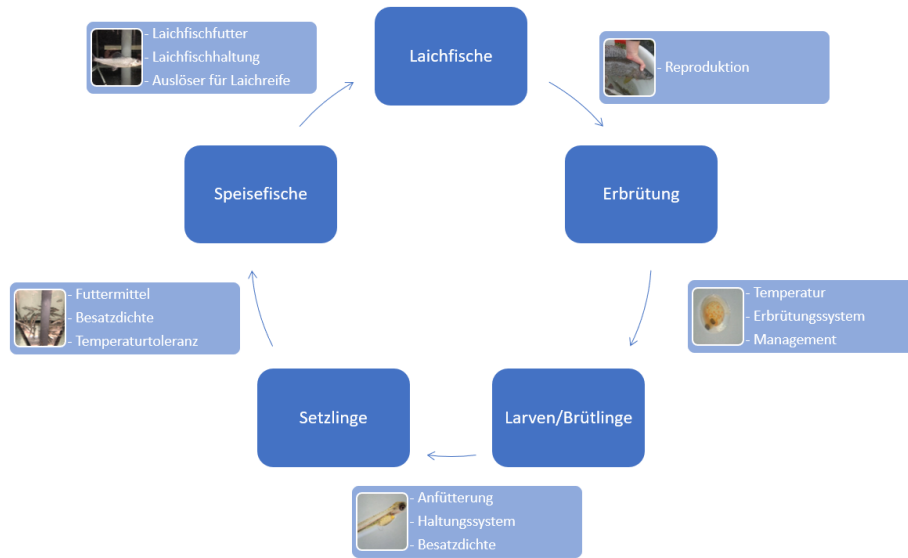 - Laichfischfutter
- Laichfischhaltung
- Auslöser für Laichreife
Laichfische
- Reproduktion
Speisefische
Erbrütung
- Futtermittel
- Besatzdichte
- Temperaturtoleranz
- Temperatur
- Erbrütungssystem
- Management
Setzlinge
Larven/Brütlinge
- Anfütterung
- Haltungssystem
- Besatzdichte